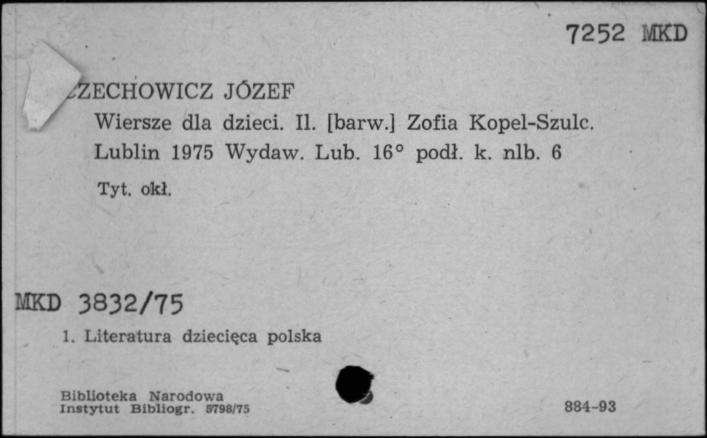 7252 MKD
CZECHOWICZ JÓZEF
Wiersze dla dzieci. Il. [barw.] Zofia Kopel-Szulc.
Lublin 1975 Wydaw. Lub. 16° podł. k. nlb. 6
Tyt. okł.
MKD 3832/75
1. Literatura dziecięca polska
Biblioteka Narodowa
Instytut Bibliogr. 5798/75
884-93